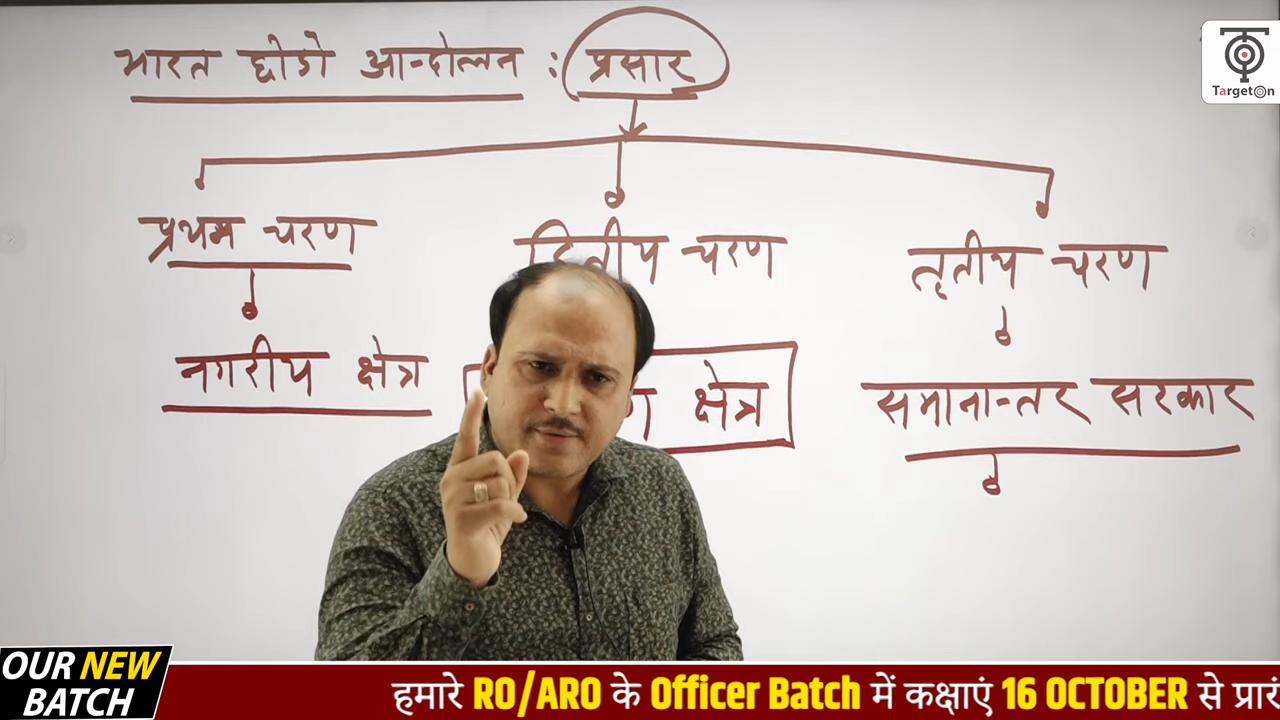 भारत छोडो आन्दोलन : प्रसार
TargetOn
प्रथम चरण
द्वितीय चरण
तृतीय चरण
नगरीय क्षेत्र
क्षेत्र
समानान्तर सरकार
OUR NEW
BATCH
हमारे RO/ARO के Officer Batch में कक्षाएं 16 OCTOBER से प्रारं